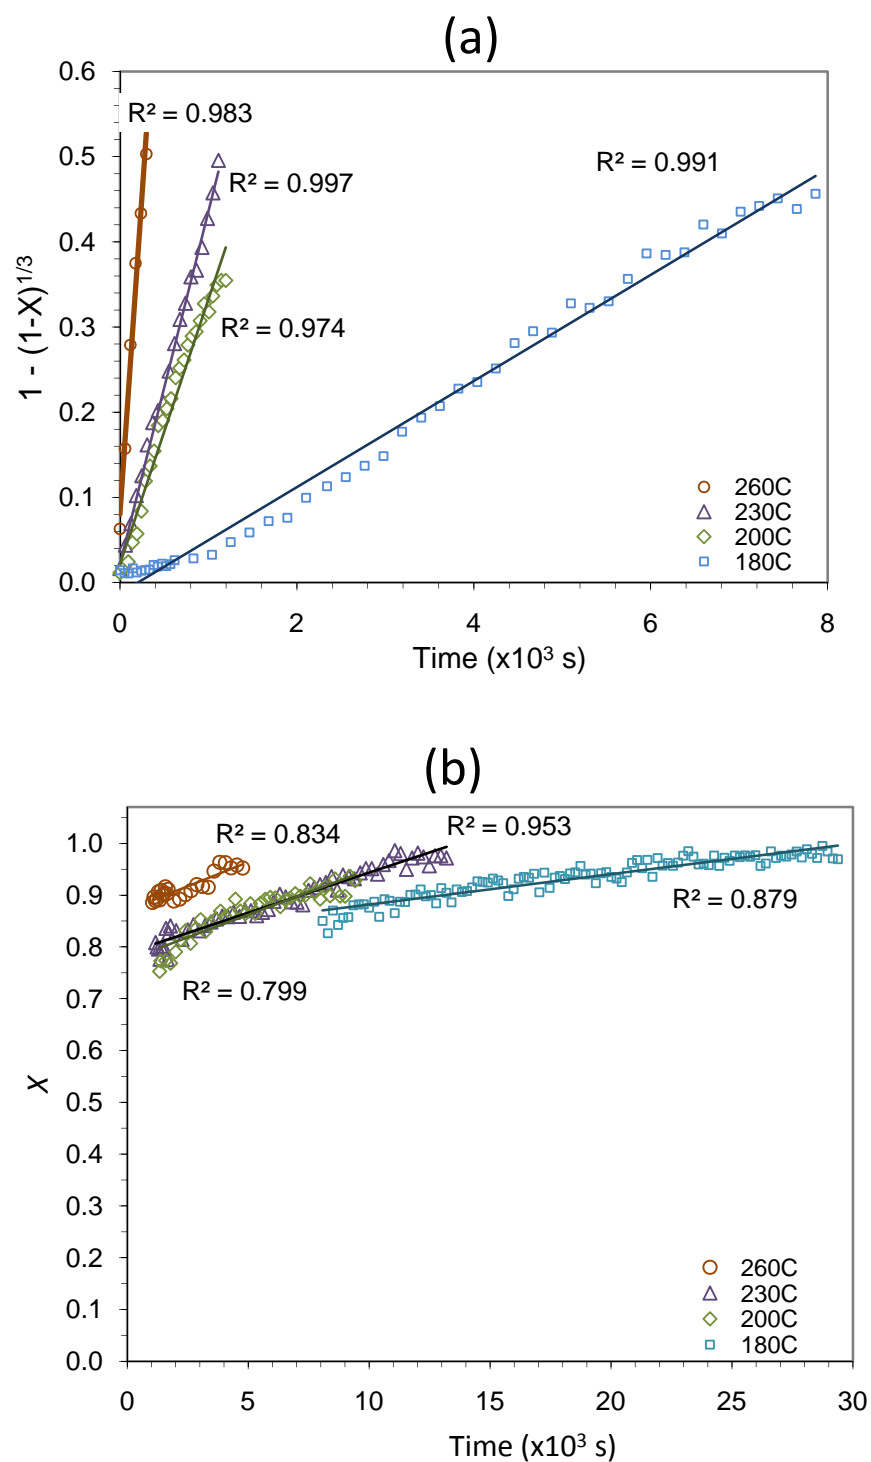 (a)
0.6
R² = 0.983
0.5
R² = 0.991
R² = 0.997
0.4
R² = 0.974
0.3
1 - (1-X)^1/3
0.2
0.1
260C
230C
200C
180C
0.0
0 2 4 6 8
Time (x10³ s)
(b)
1.0
R² = 0.834
R² = 0.953
0.9
R² = 0.879
0.8
R² = 0.799
0.7
0.6
X
0.5
0.4
0.3
0.2
260C
230C
0.1
200C
180C
0.0
0 5 10 15 20 25 30
Time (x10³ s)